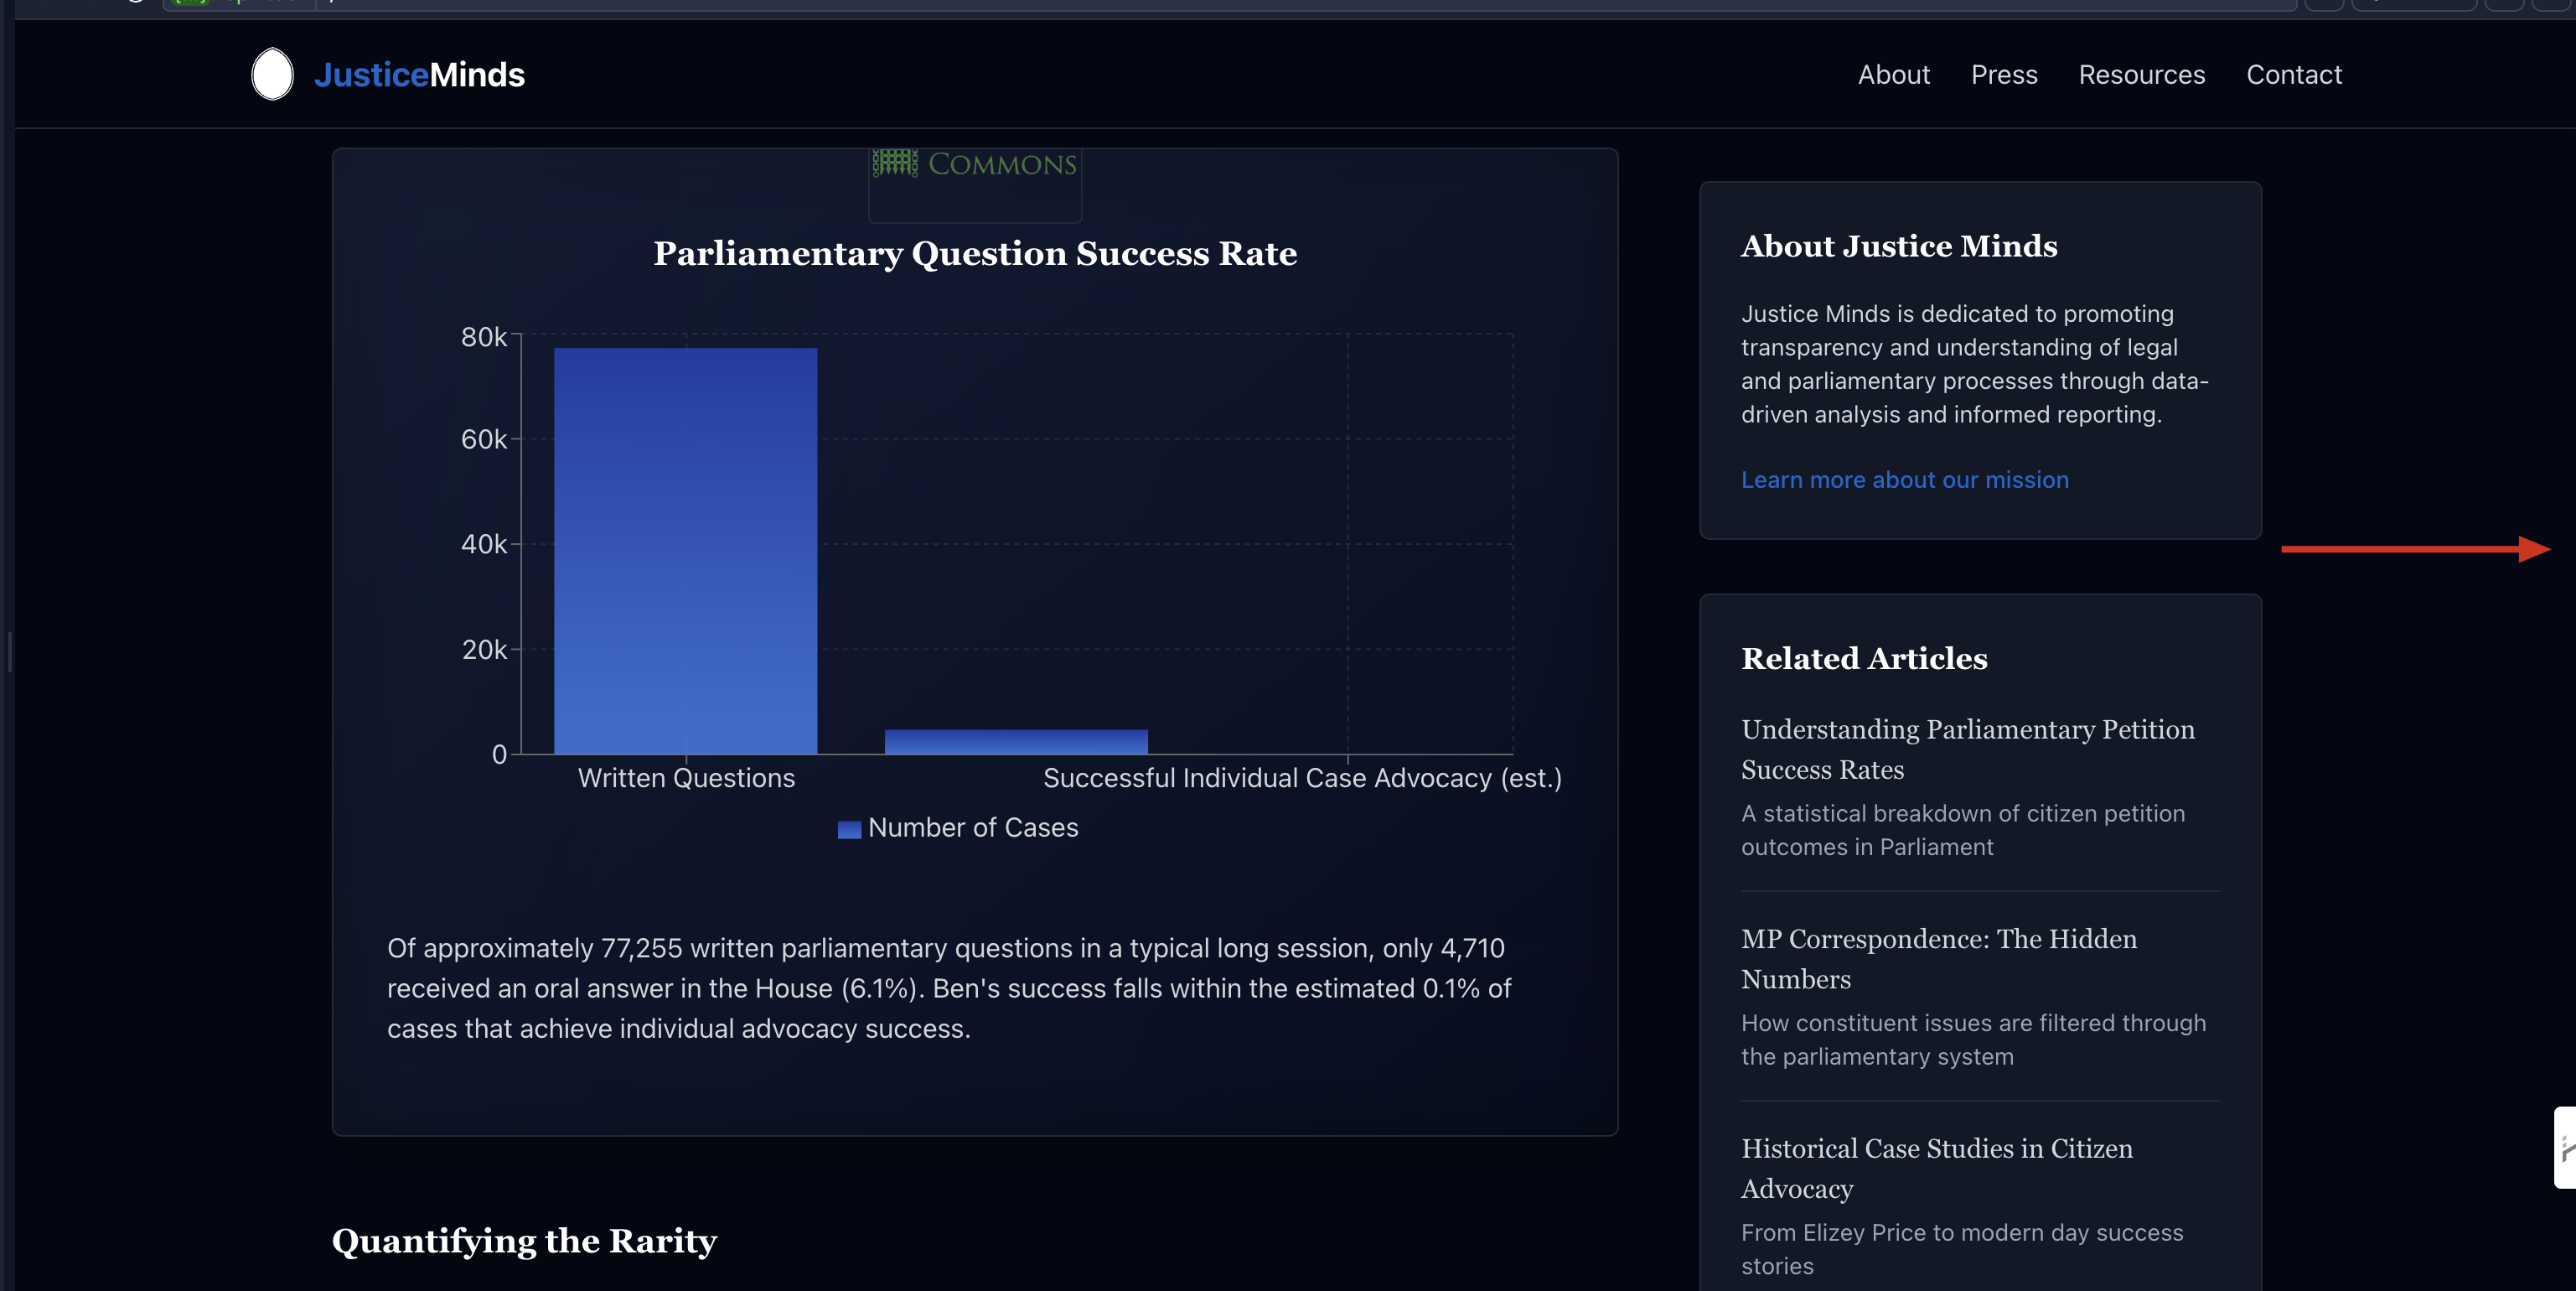 JusticeMinds
About
Press
Resources
Contact
COMMONS
Parliamentary Question Success Rate
80k
60k
40k
20k
0
Written Questions
Successful Individual Case Advocacy (est.)
Number of Cases
Of approximately 77,255 written parliamentary questions in a typical long session, only 4,710
received an oral answer in the House (6.1%). Ben's success falls within the estimated 0.1% of
cases that achieve individual advocacy success.
Quantifying the Rarity
About Justice Minds
Justice Minds is dedicated to promoting
transparency and understanding of legal
and parliamentary processes through data-
driven analysis and informed reporting.
Learn more about our mission
Related Articles
Understanding Parliamentary Petition
Success Rates
A statistical breakdown of citizen petition
outcomes in Parliament
MP Correspondence: The Hidden
Numbers
How constituent issues are filtered through
the parliamentary system
Historical Case Studies in Citizen
Advocacy
From Elizey Price to modern day success
stories